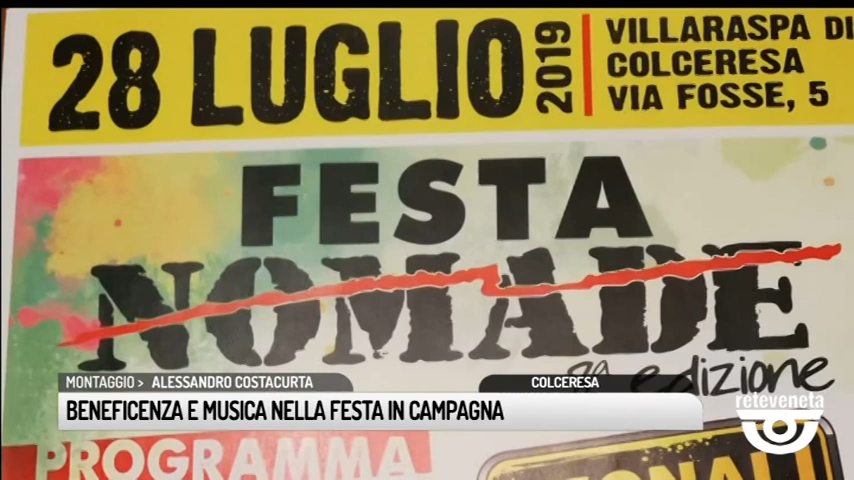 28 LUGLIO 2019
VILLARASPA DI
COLCERESA
VIA FOSSE, 5
FESTA
NOMADE
edizione
MONTAGGIO > ALESSANDRO COSTACURTA
COLCERESA
BENEFICENZA E MUSICA NELLA FESTA IN CAMPAGNA
reteveneta
PROGRAMMA